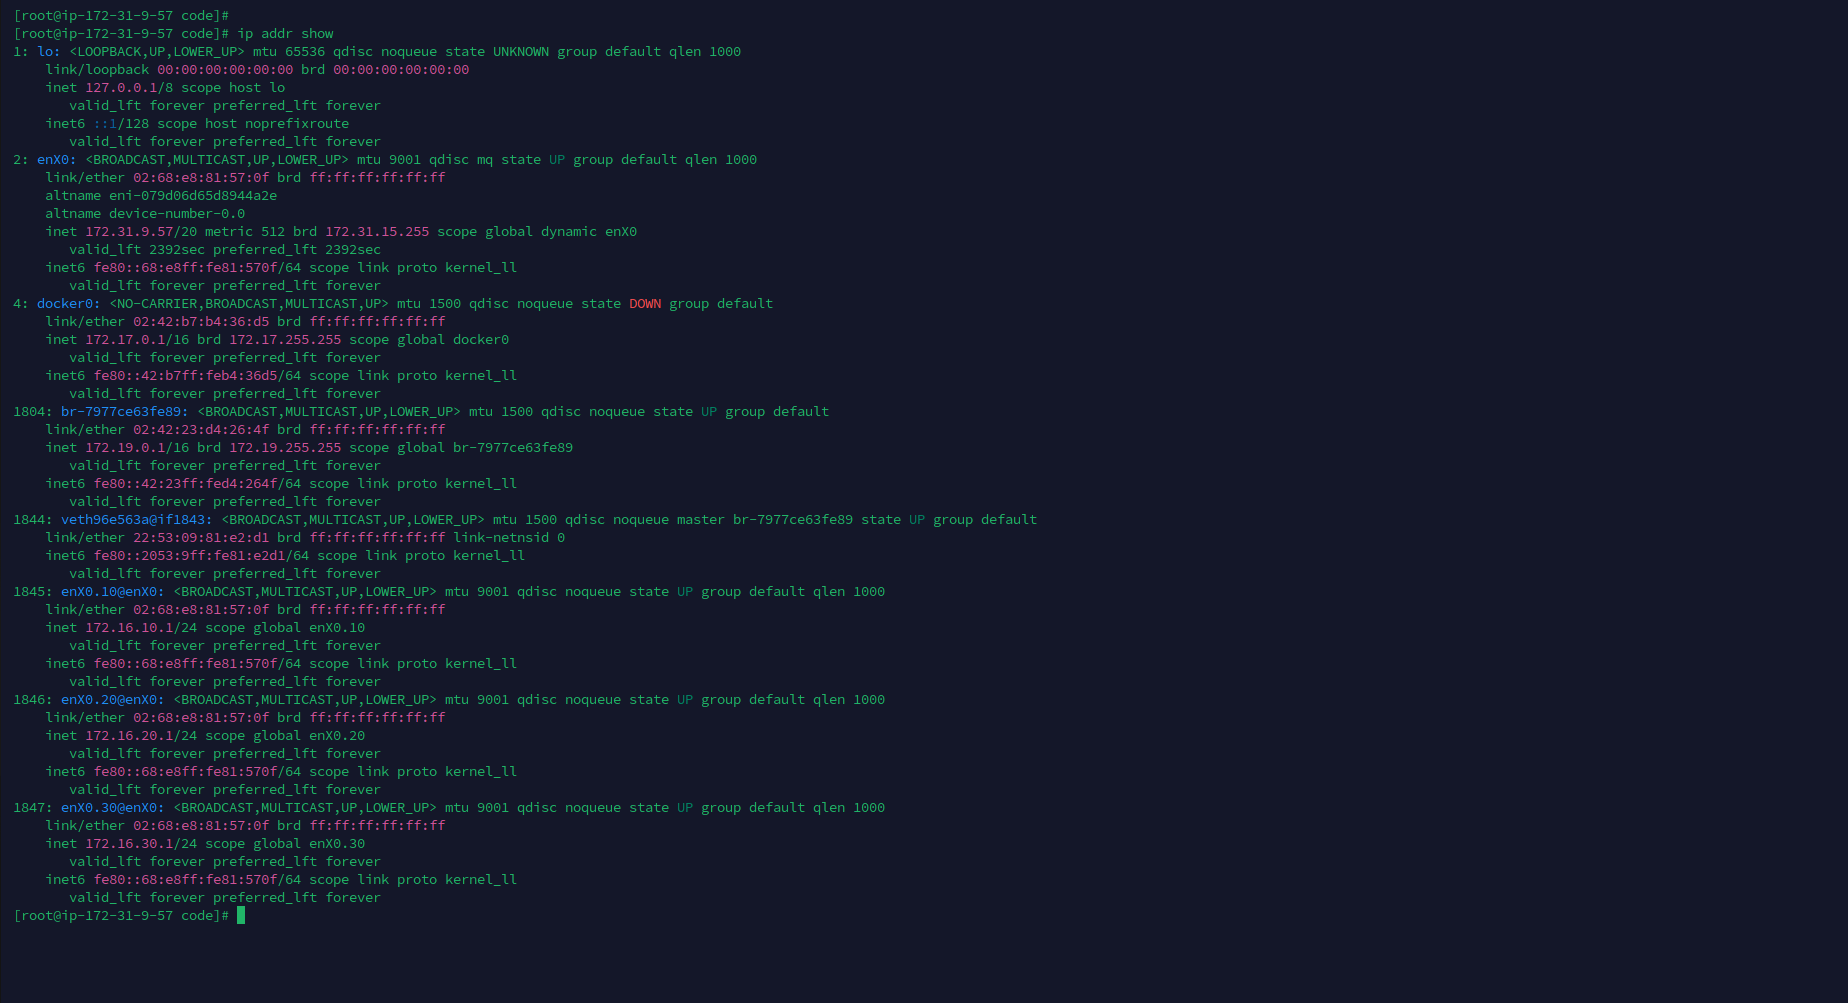 [root@ip-172-31-9-57 code]#
[root@ip-172-31-9-57 code]# ip addr show
1: lo: <LOOPBACK,UP,LOWER_UP> mtu 65536 qdisc noqueue state UNKNOWN group default qlen 1000
    link/loopback 00:00:00:00:00:00 brd 00:00:00:00:00:00
    inet 127.0.0.1/8 scope host lo
       valid_lft forever preferred_lft forever
    inet6 ::1/128 scope host noprefixroute
       valid_lft forever preferred_lft forever
2: enX0: <BROADCAST,MULTICAST,UP,LOWER_UP> mtu 9001 qdisc mq state UP group default qlen 1000
    link/ether 02:68:e8:81:57:0f brd ff:ff:ff:ff:ff:ff
    altname eni-079d06d65d8944a2e
    altname device-number-0.0
    inet 172.31.9.57/20 metric 512 brd 172.31.15.255 scope global dynamic enX0
       valid_lft 2392sec preferred_lft 2392sec
    inet6 fe80::68:e8ff:fe81:570f/64 scope link proto kernel_ll
       valid_lft forever preferred_lft forever
4: docker0: <NO-CARRIER,BROADCAST,MULTICAST,UP> mtu 1500 qdisc noqueue state DOWN group default
    link/ether 02:42:b7:b4:36:d5 brd ff:ff:ff:ff:ff:ff
    inet 172.17.0.1/16 brd 172.17.255.255 scope global docker0
       valid_lft forever preferred_lft forever
    inet6 fe80::42:b7ff:feb4:36d5/64 scope link proto kernel_ll
       valid_lft forever preferred_lft forever
1804: br-7977ce63fe89: <BROADCAST,MULTICAST,UP,LOWER_UP> mtu 1500 qdisc noqueue state UP group default
    link/ether 02:42:23:d4:26:4f brd ff:ff:ff:ff:ff:ff
    inet 172.19.0.1/16 brd 172.19.255.255 scope global br-7977ce63fe89
       valid_lft forever preferred_lft forever
    inet6 fe80::42:23ff:fed4:264f/64 scope link proto kernel_ll
       valid_lft forever preferred_lft forever
1844: veth96e563a@if1843: <BROADCAST,MULTICAST,UP,LOWER_UP> mtu 1500 qdisc noqueue master br-7977ce63fe89 state UP group default
    link/ether 22:53:09:81:e2:d1 brd ff:ff:ff:ff:ff:ff link-netnsid 0
    inet6 fe80::2053:9ff:fe81:e2d1/64 scope link proto kernel_ll
       valid_lft forever preferred_lft forever
1845: enX0.10@enX0: <BROADCAST,MULTICAST,UP,LOWER_UP> mtu 9001 qdisc noqueue state UP group default qlen 1000
    link/ether 02:68:e8:81:57:0f brd ff:ff:ff:ff:ff:ff
    inet 172.16.10.1/24 scope global enX0.10
       valid_lft forever preferred_lft forever
    inet6 fe80::68:e8ff:fe81:570f/64 scope link proto kernel_ll
       valid_lft forever preferred_lft forever
1846: enX0.20@enX0: <BROADCAST,MULTICAST,UP,LOWER_UP> mtu 9001 qdisc noqueue state UP group default qlen 1000
    link/ether 02:68:e8:81:57:0f brd ff:ff:ff:ff:ff:ff
    inet 172.16.20.1/24 scope global enX0.20
       valid_lft forever preferred_lft forever
    inet6 fe80::68:e8ff:fe81:570f/64 scope link proto kernel_ll
       valid_lft forever preferred_lft forever
1847: enX0.30@enX0: <BROADCAST,MULTICAST,UP,LOWER_UP> mtu 9001 qdisc noqueue state UP group default qlen 1000
    link/ether 02:68:e8:81:57:0f brd ff:ff:ff:ff:ff:ff
    inet 172.16.30.1/24 scope global enX0.30
       valid_lft forever preferred_lft forever
    inet6 fe80::68:e8ff:fe81:570f/64 scope link proto kernel_ll
       valid_lft forever preferred_lft forever
[root@ip-172-31-9-57 code]#